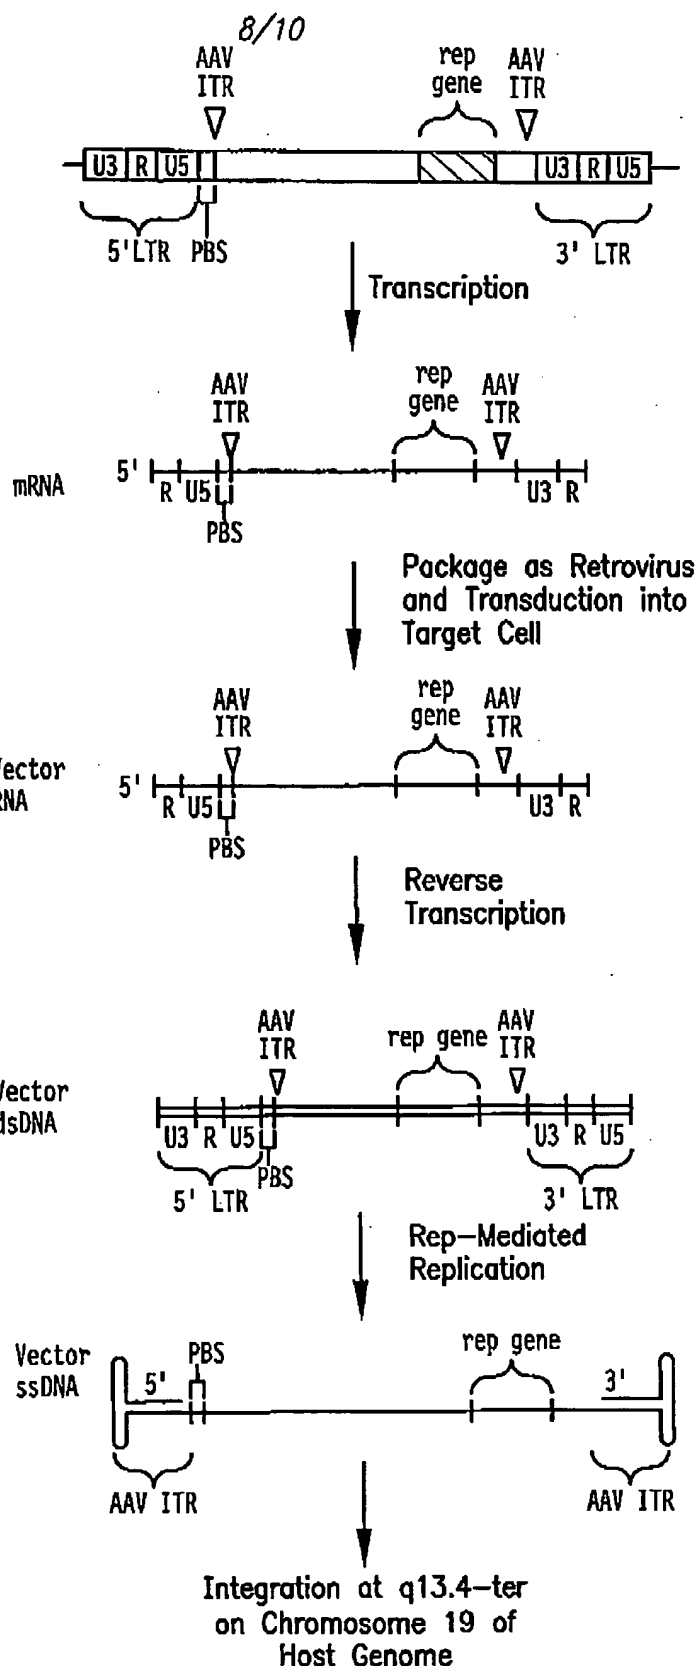 8/10
AAV
ITR
rep
gene
AAV
ITR
U3 R U5 U3 R U5
5'LTR PBS 3' LTR
Transcription
AAV
ITR
rep
gene
AAV
ITR
mRNA 5'
R U5 U3 R
PBS
Package as Retrovirus
and Transduction into
Target Cell
AAV
ITR
rep
gene
AAV
ITR
Vector
RNA
5'
R U5 U3 R
PBS
Reverse
Transcription
AAV
ITR
rep gene
AAV
ITR
Vector
dsDNA
U3 R U5 U3 R U5
PBS
5' LTR 3' LTR
Rep-Mediated
Replication
Vector
ssDNA
PBS
rep gene
5' 3'
AAV ITR AAV ITR
Integration at q13.4-ter
on Chromosome 19 of
Host Genome